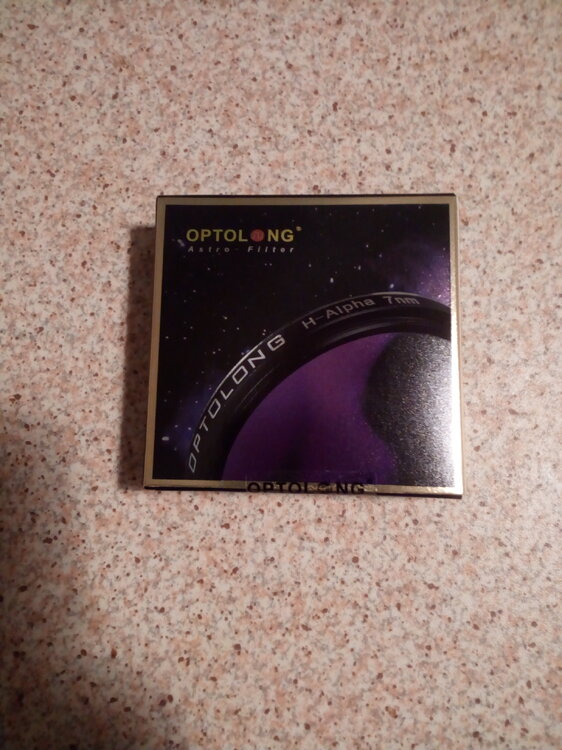 OPTOLONG®
Astro - Filter
OPTOLONG H-Alpha 7nm
OPTOLONG